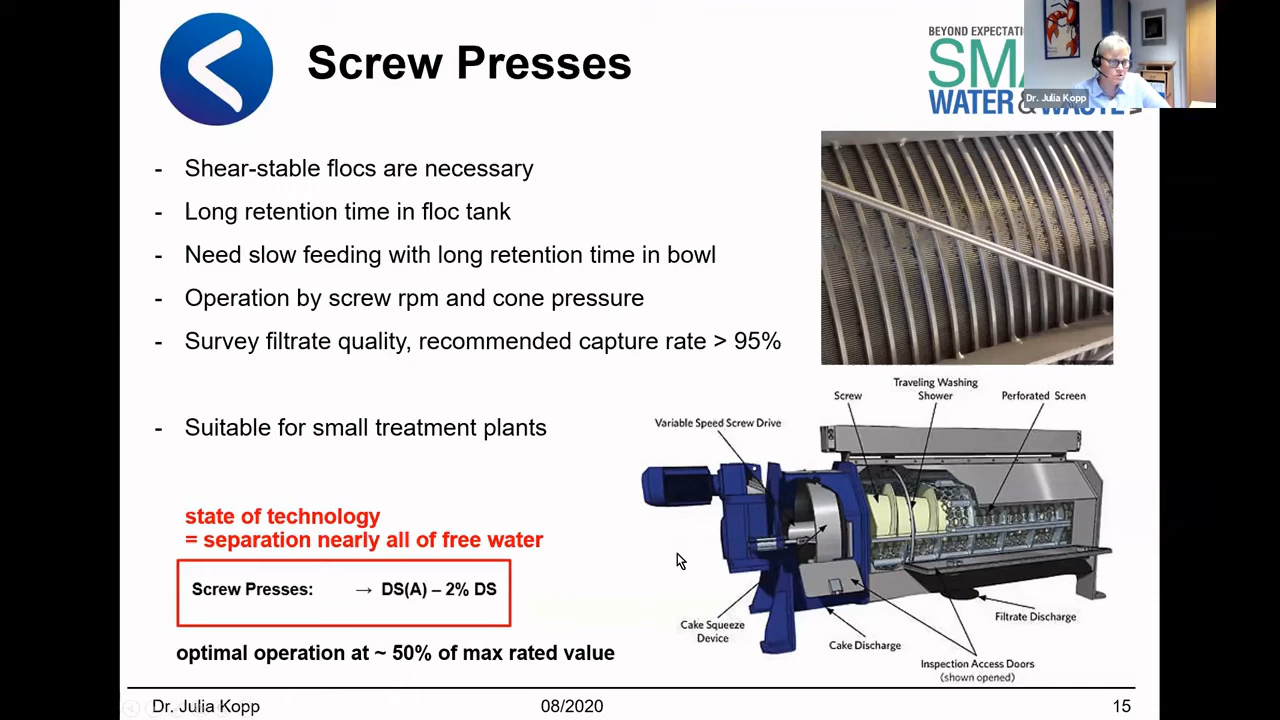 Screw Presses
BEYOND EXPECTATI
SM
WATER &
Dr. Julia Kopp
- Shear-stable flocs are necessary
- Long retention time in floc tank
- Need slow feeding with long retention time in bowl
- Operation by screw rpm and cone pressure
- Survey filtrate quality, recommended capture rate > 95%
- Suitable for small treatment plants
state of technology
= separation nearly all of free water
Screw Presses: → DS(A) – 2% DS
optimal operation at ~ 50% of max rated value
Traveling Washing
Shower
Screw
Perforated Screen
Variable Speed Screw Drive
Cake Squeeze
Device
Cake Discharge
Filtrate Discharge
Inspection Access Doors
(shown opened)
Dr. Julia Kopp
08/2020
15